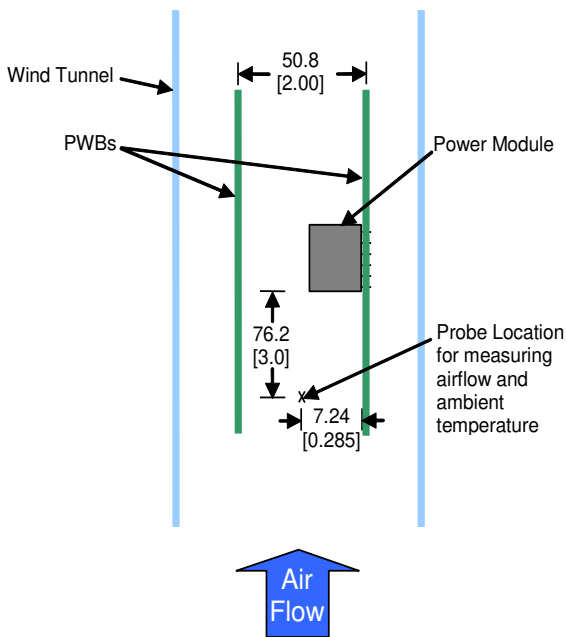 50.8
[2.00]
Wind Tunnel
PWBs
Power Module
76.2
[3.0]
Probe Location
for measuring
airflow and
ambient
temperature
x
7.24
[0.285]
Air
Flow